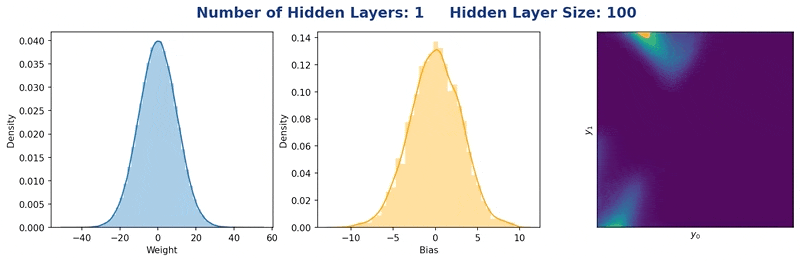 Number of Hidden Layers: 1 Hidden Layer Size: 100
Density
0.040
0.035
0.030
0.025
0.020
0.015
0.010
0.005
0.000
−40 −20 0 20 40 60
Weight
Density
0.14
0.12
0.10
0.08
0.06
0.04
0.02
0.00
−10 −5 0 5 10
Bias
y₁
y₀